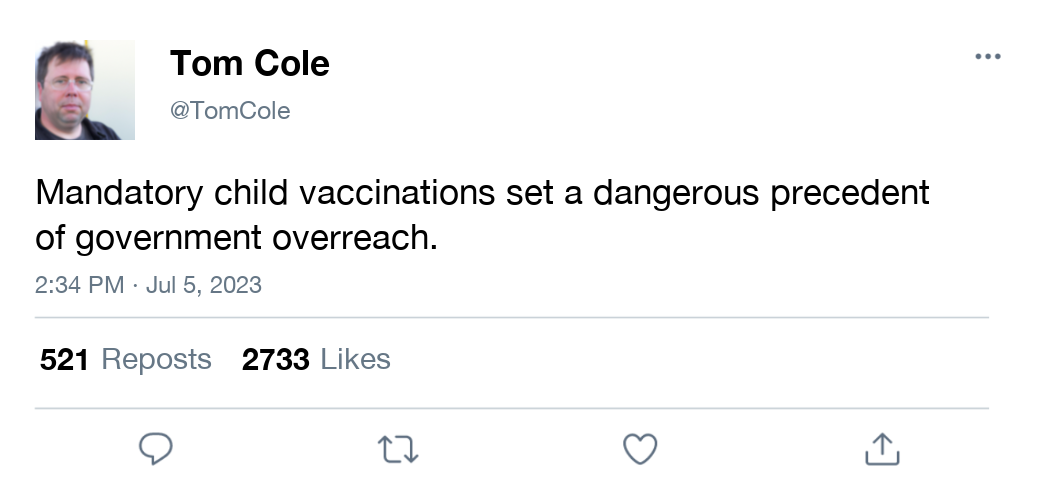 Tom Cole
@TomCole
Mandatory child vaccinations set a dangerous precedent
of government overreach.
2:34 PM · Jul 5, 2023
521 Reposts 2733 Likes